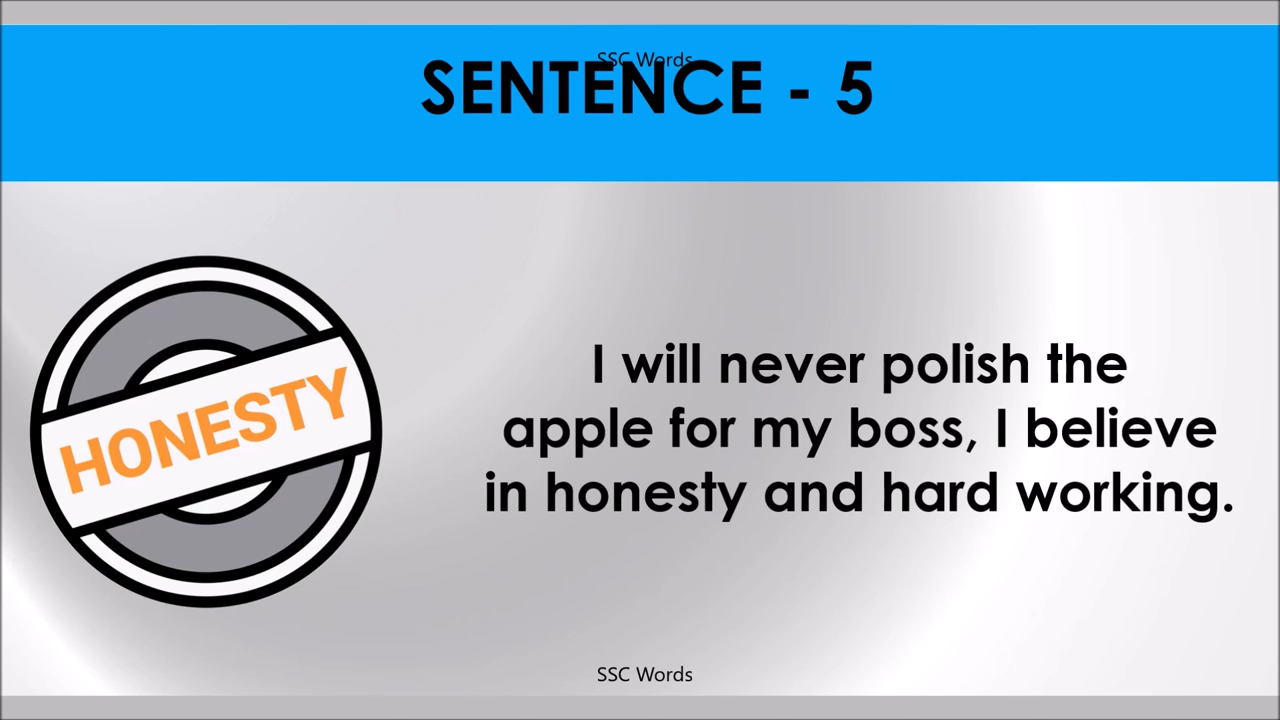 SSC Words
SENTENCE - 5
HONESTY
I will never polish the
apple for my boss, I believe
in honesty and hard working.
SSC Words